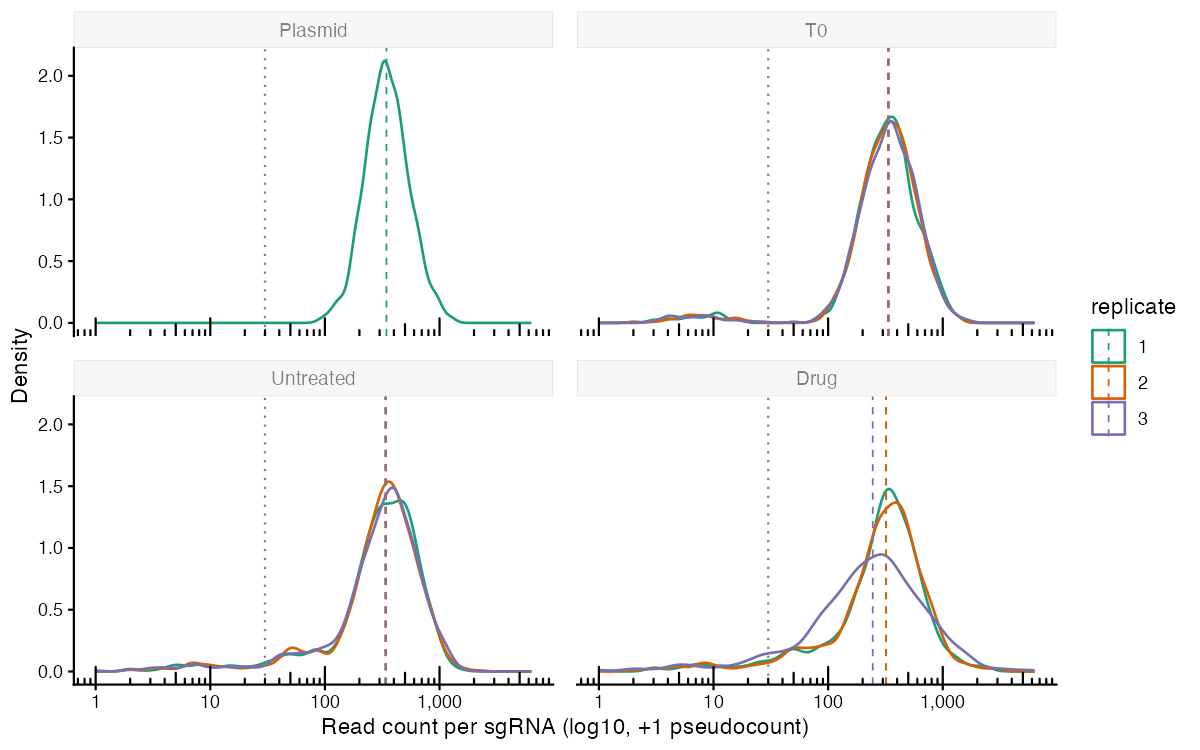 Plasmid
T0
2.0
1.5
1.0
0.5
0.0
Untreated
Drug
2.0
1.5
1.0
0.5
0.0
1 10 100 1,000
1 10 100 1,000
Density
Read count per sgRNA (log10, +1 pseudocount)
replicate
1
2
3